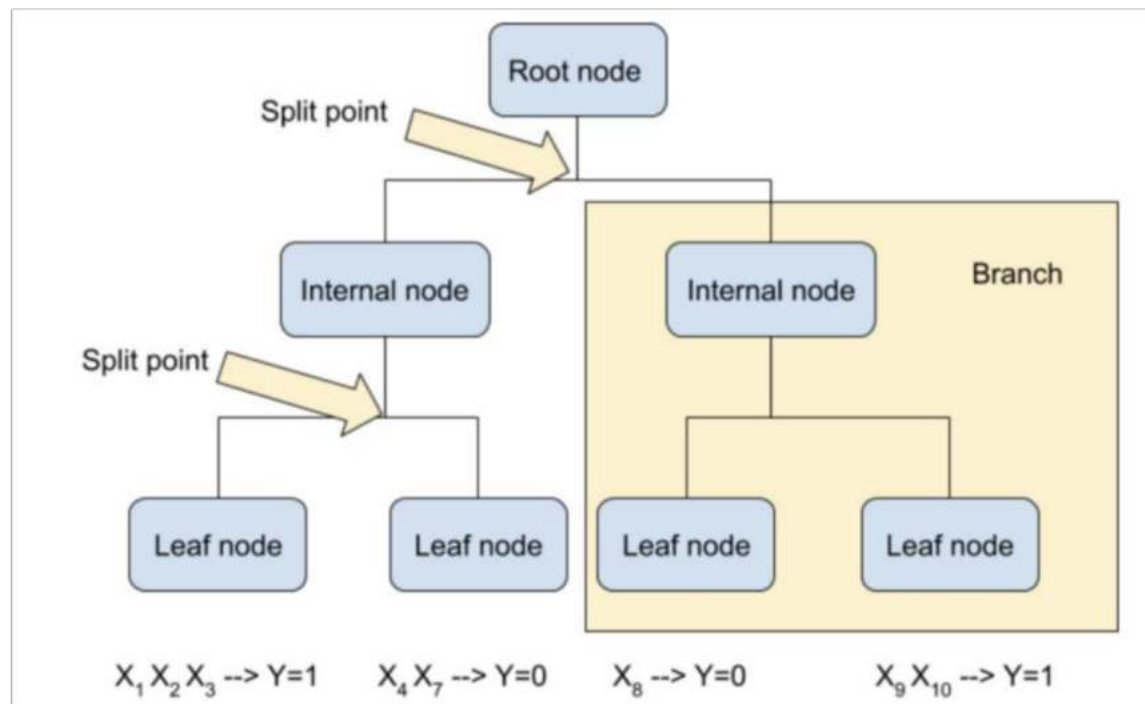 Root node
Split point
Internal node
Internal node
Branch
Split point
Leaf node
Leaf node
Leaf node
Leaf node
X₁ X₂ X₃ --> Y=1
X₄ X₇ --> Y=0
X₈ --> Y=0
X₉ X₁₀ --> Y=1